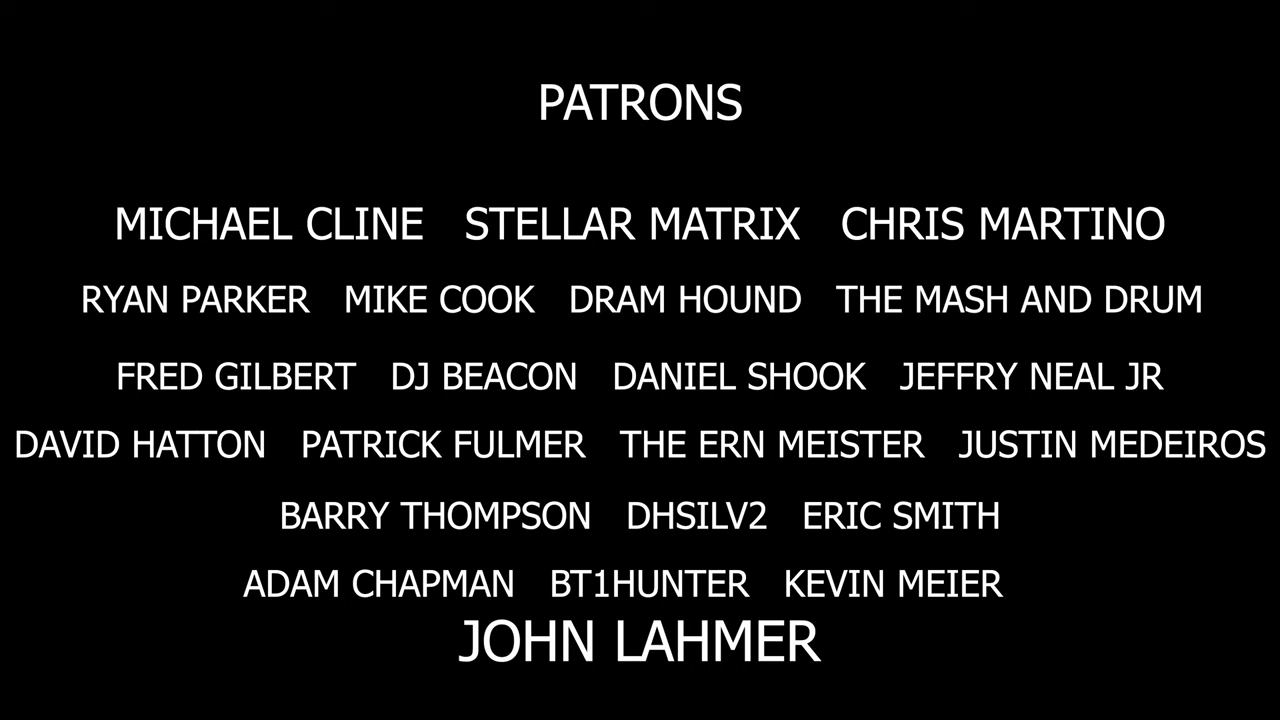 PATRONS
MICHAEL CLINE STELLAR MATRIX CHRIS MARTINO
RYAN PARKER MIKE COOK DRAM HOUND THE MASH AND DRUM
FRED GILBERT DJ BEACON DANIEL SHOOK JEFFRY NEAL JR
DAVID HATTON PATRICK FULMER THE ERN MEISTER JUSTIN MEDEIROS
BARRY THOMPSON DHSILV2 ERIC SMITH
ADAM CHAPMAN BT1HUNTER KEVIN MEIER
JOHN LAHMER